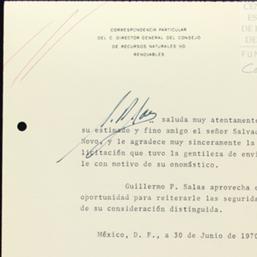 CORRESPONDENCIA PARTICULAR
DEL C. DIRECTOR GENERAL DEL CONSEJO
DE RECURSOS NATURALES NO
RENOVABLES.
saluda muy atentamente
su estimado y fino amigo el señor Salva
Novo, y le agradece muy sinceramente la
licitación que tuvo la gentileza de envi
le con motivo de su onomástico.
Guillermo P. Salas aprovecha e
oportunidad para reiterarle las segurida
de su consideración distinguida.
México, D. F., a 30 de Junio de 1970